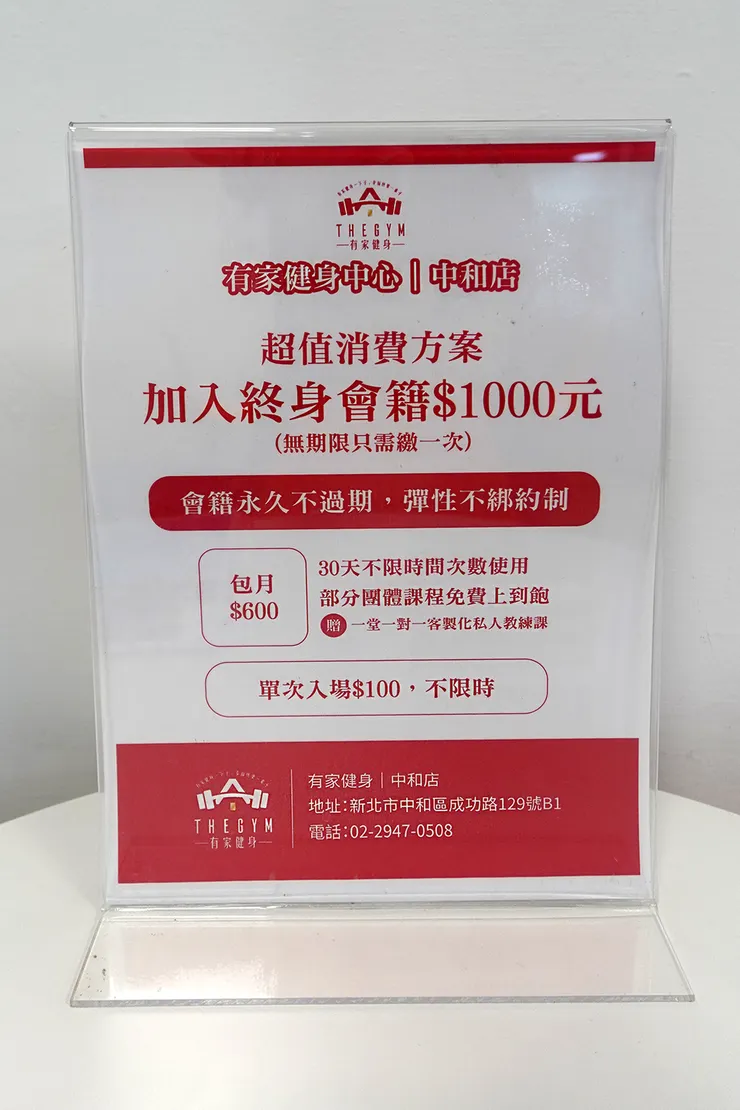 THEGYM
有家健身
有家健身中心|中和店
超值消費方案
加入終身會籍$1000元
(無期限只需繳一次)
會籍永久不過期，彈性不綁約制
包月
$600
30天不限時間次數使用
部分團體課程免費上到飽
贈 一堂一對一客製化私人教練課
單次入場$100，不限時
THEGYM
有家健身
有家健身|中和店
地址:新北市中和區成功路129號B1
電話:02-2947-0508